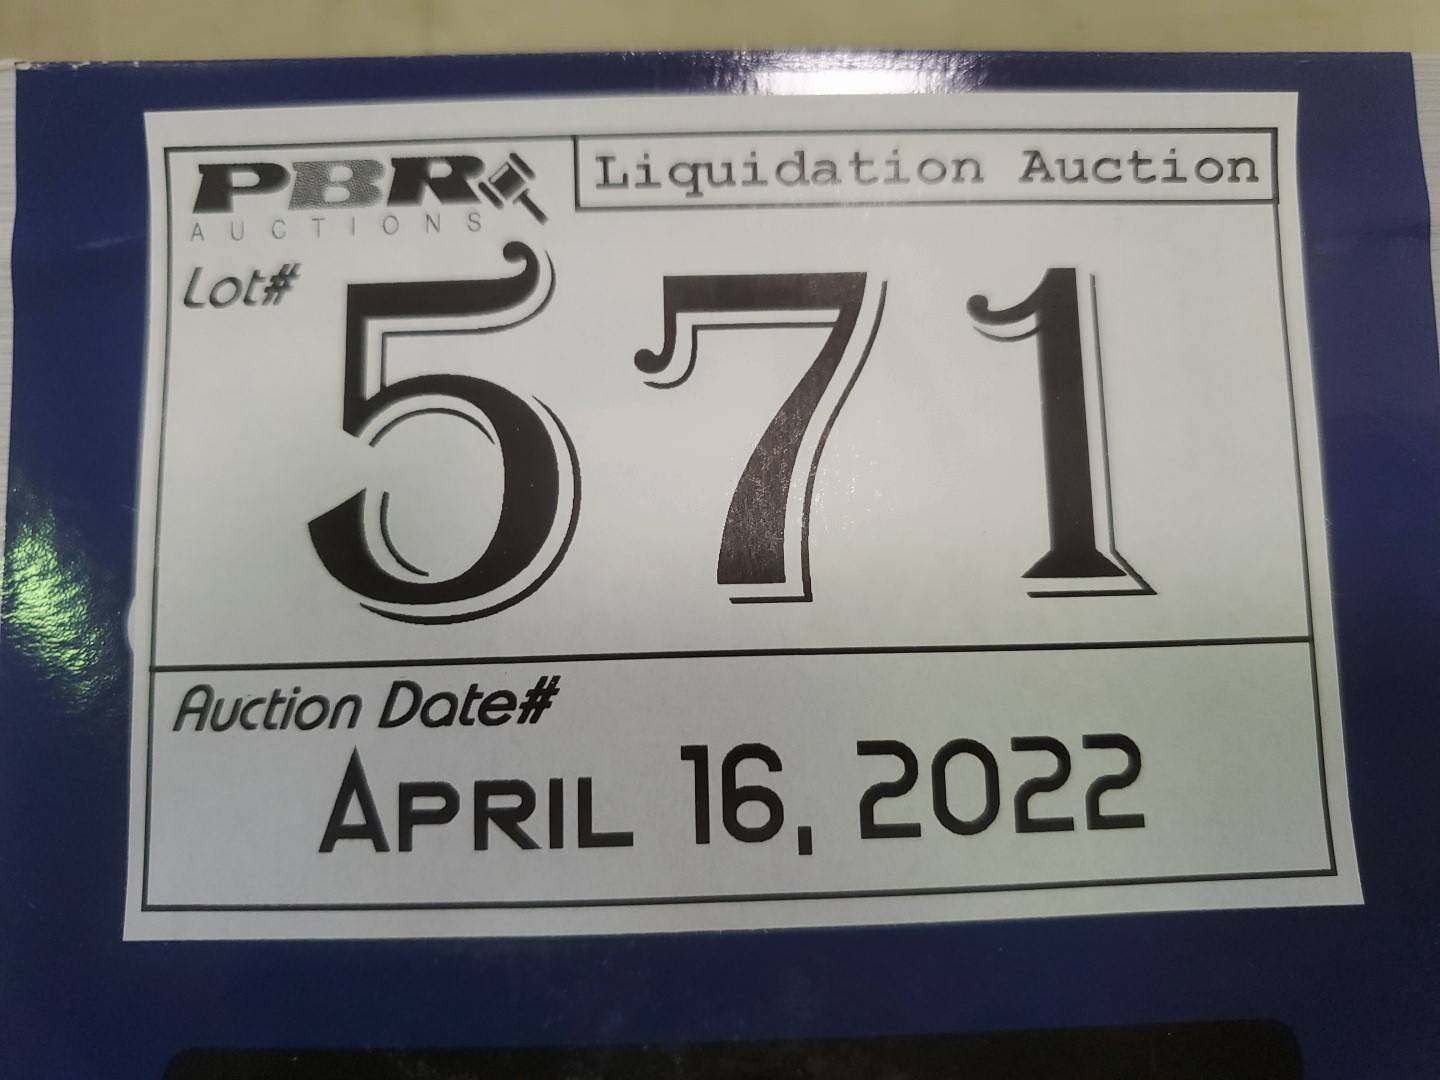 PBR
AUCTIONS
Liquidation Auction
Lot#
571
Auction Date#
April 16, 2022